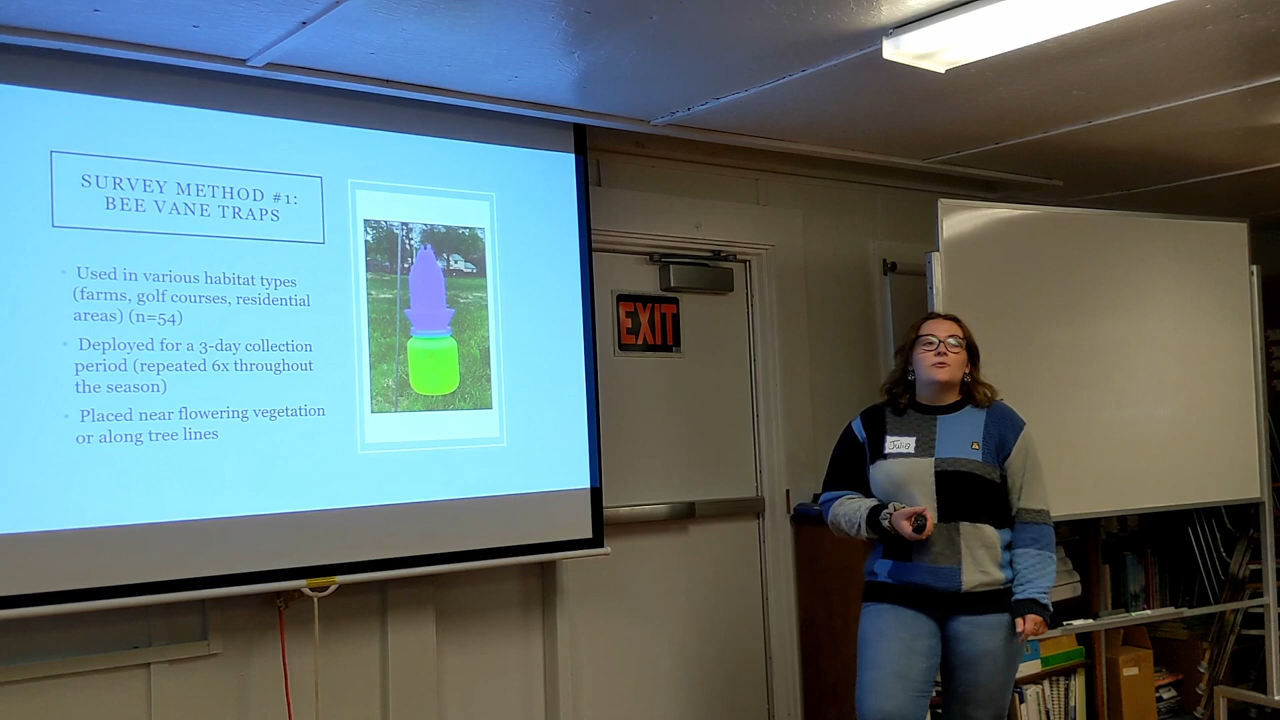 SURVEY METHOD #1:
BEE VANE TRAPS
Used in various habitat types
(farms, golf courses, residential
areas) (n=54)
Deployed for a 3-day collection
period (repeated 6x throughout
the season)
Placed near flowering vegetation
or along tree lines
EXIT
Julia